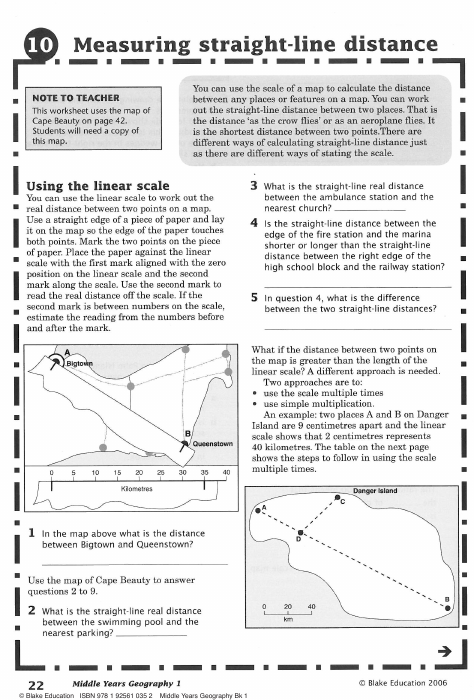 10 Measuring straight-line distance
NOTE TO TEACHER
This worksheet uses the map of
Cape Beauty on page 42.
Students will need a copy of
this map.
You can use the scale of a map to calculate the distance
between any places or features on a map. You can work
out the straight-line distance between two places. That is
the distance ‘as the crow flies’ or as an aeroplane flies. It
is the shortest distance between two points.There are
different ways of calculating straight-line distance just
as there are different ways of stating the scale.
Using the linear scale
You can use the linear scale to work out the
real distance between two points on a map.
Use a straight edge of a piece of paper and lay
it on the map so the edge of the paper touches
both points. Mark the two points on the piece
of paper. Place the paper against the linear
scale with the first mark aligned with the zero
position on the linear scale and the second
mark along the scale. Use the second mark to
read the real distance off the scale. If the
second mark is between numbers on the scale,
estimate the reading from the numbers before
and after the mark.
A
Bigtown
B
Queenstown
0 5 10 15 20 25 30 35 40
Kilometres
1 In the map above what is the distance
between Bigtown and Queenstown?
Use the map of Cape Beauty to answer
questions 2 to 9.
2 What is the straight-line real distance
between the swimming pool and the
nearest parking?
3 What is the straight-line real distance
between the ambulance station and the
nearest church?
4 Is the straight-line distance between the
edge of the fire station and the marina
shorter or longer than the straight-line
distance between the right edge of the
high school block and the railway station?
5 In question 4, what is the difference
between the two straight-line distances?
What if the distance between two points on
the map is greater than the length of the
linear scale? A different approach is needed.
Two approaches are to:
• use the scale multiple times
• use simple multiplication.
An example: two places A and B on Danger
Island are 9 centimetres apart and the linear
scale shows that 2 centimetres represents
40 kilometres. The table on the next page
shows the steps to follow in using the scale
multiple times.
Danger Island
A
C
D
B
0 20 40
km
22 Middle Years Geography 1
© Blake Education 2006
© Blake Education ISBN 978 1 92561 035 2 Middle Years Geography Bk 1